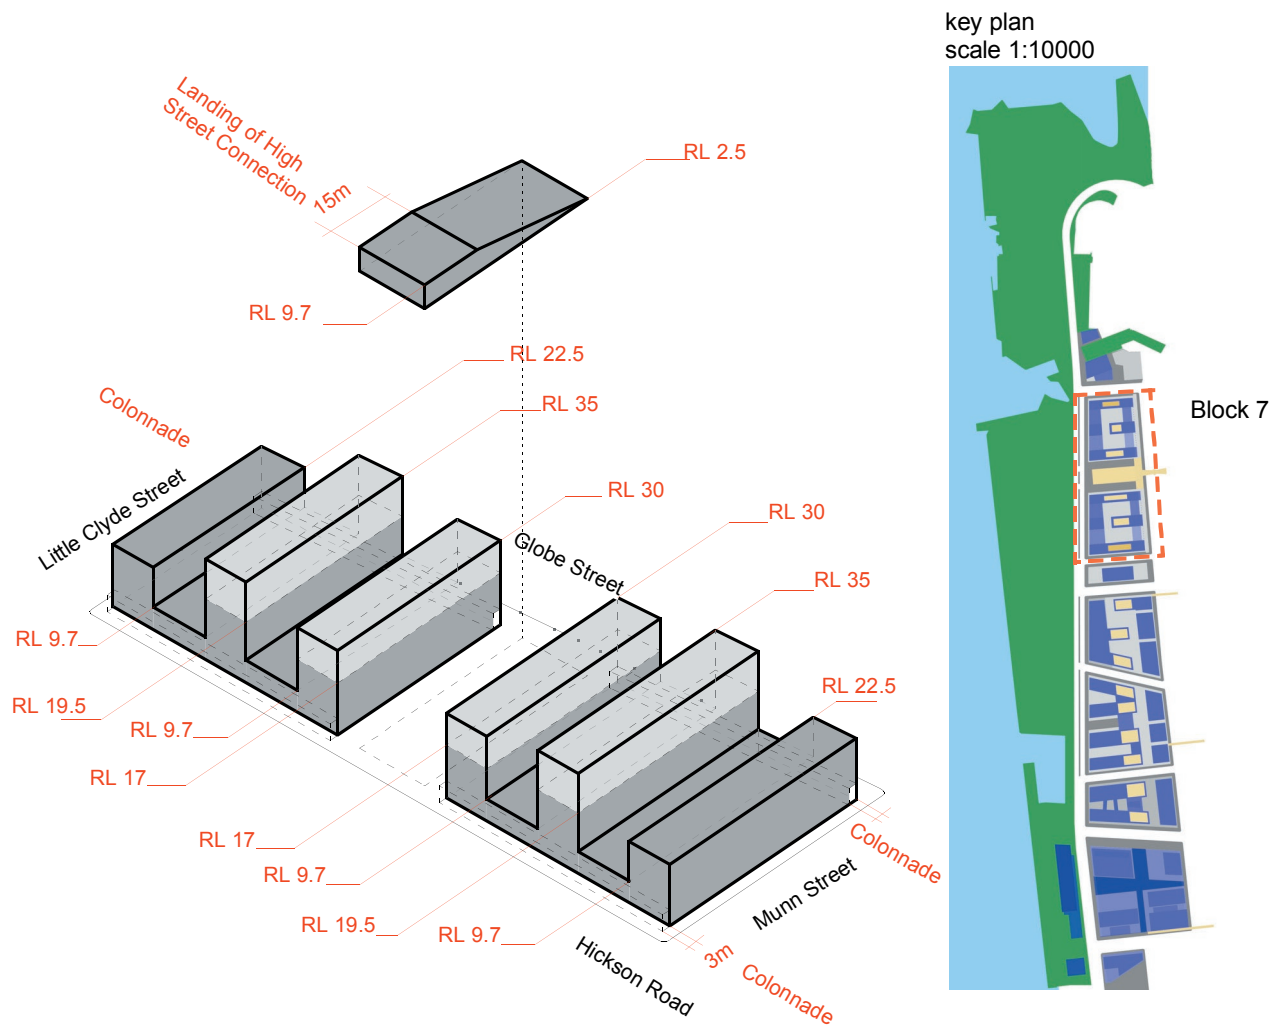 key plan
scale 1:10000
Landing of High
Street Connection
15m
RL 2.5
RL 9.7
RL 22.5
Colonnade
RL 35
Block 7
Little Clyde Street
RL 30
RL 30
Globe Street
RL 35
RL 9.7
RL 22.5
RL 19.5
RL 9.7
RL 17
RL 17
RL 9.7
Colonnade
Munn Street
RL 19.5
RL 9.7
3m
Colonnade
Hickson Road